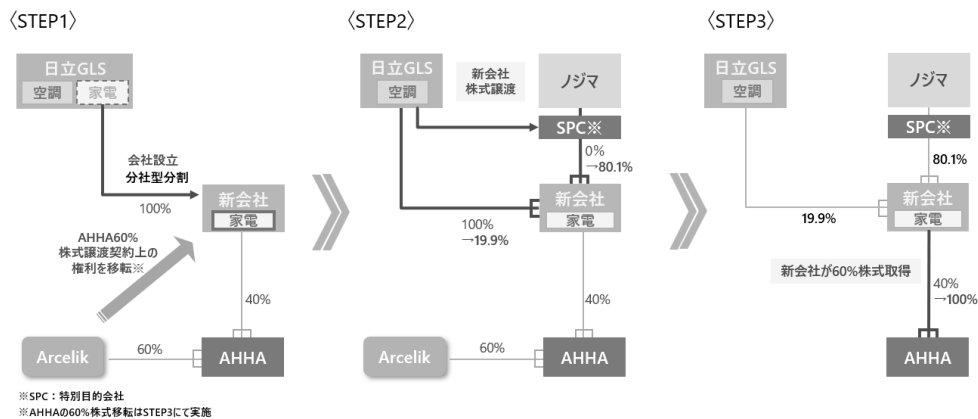 〈STEP1〉
日立GLS
空調
家電
会社設立
分社型分割
100%
新会社
家電
AHHA60%
株式譲渡契約上の
権利を移転※
40%
Arcelik
60%
AHHA
※SPC：特別目的会社
※AHHAの60%株式移転はSTEP3にて実施
〈STEP2〉
日立GLS
空調
新会社
株式譲渡
ノジマ
SPC※
0%
→80.1%
新会社
家電
100%
→19.9%
40%
Arcelik
60%
AHHA
〈STEP3〉
日立GLS
空調
ノジマ
SPC※
80.1%
新会社
家電
19.9%
新会社が60%株式取得
40%
→100%
AHHA